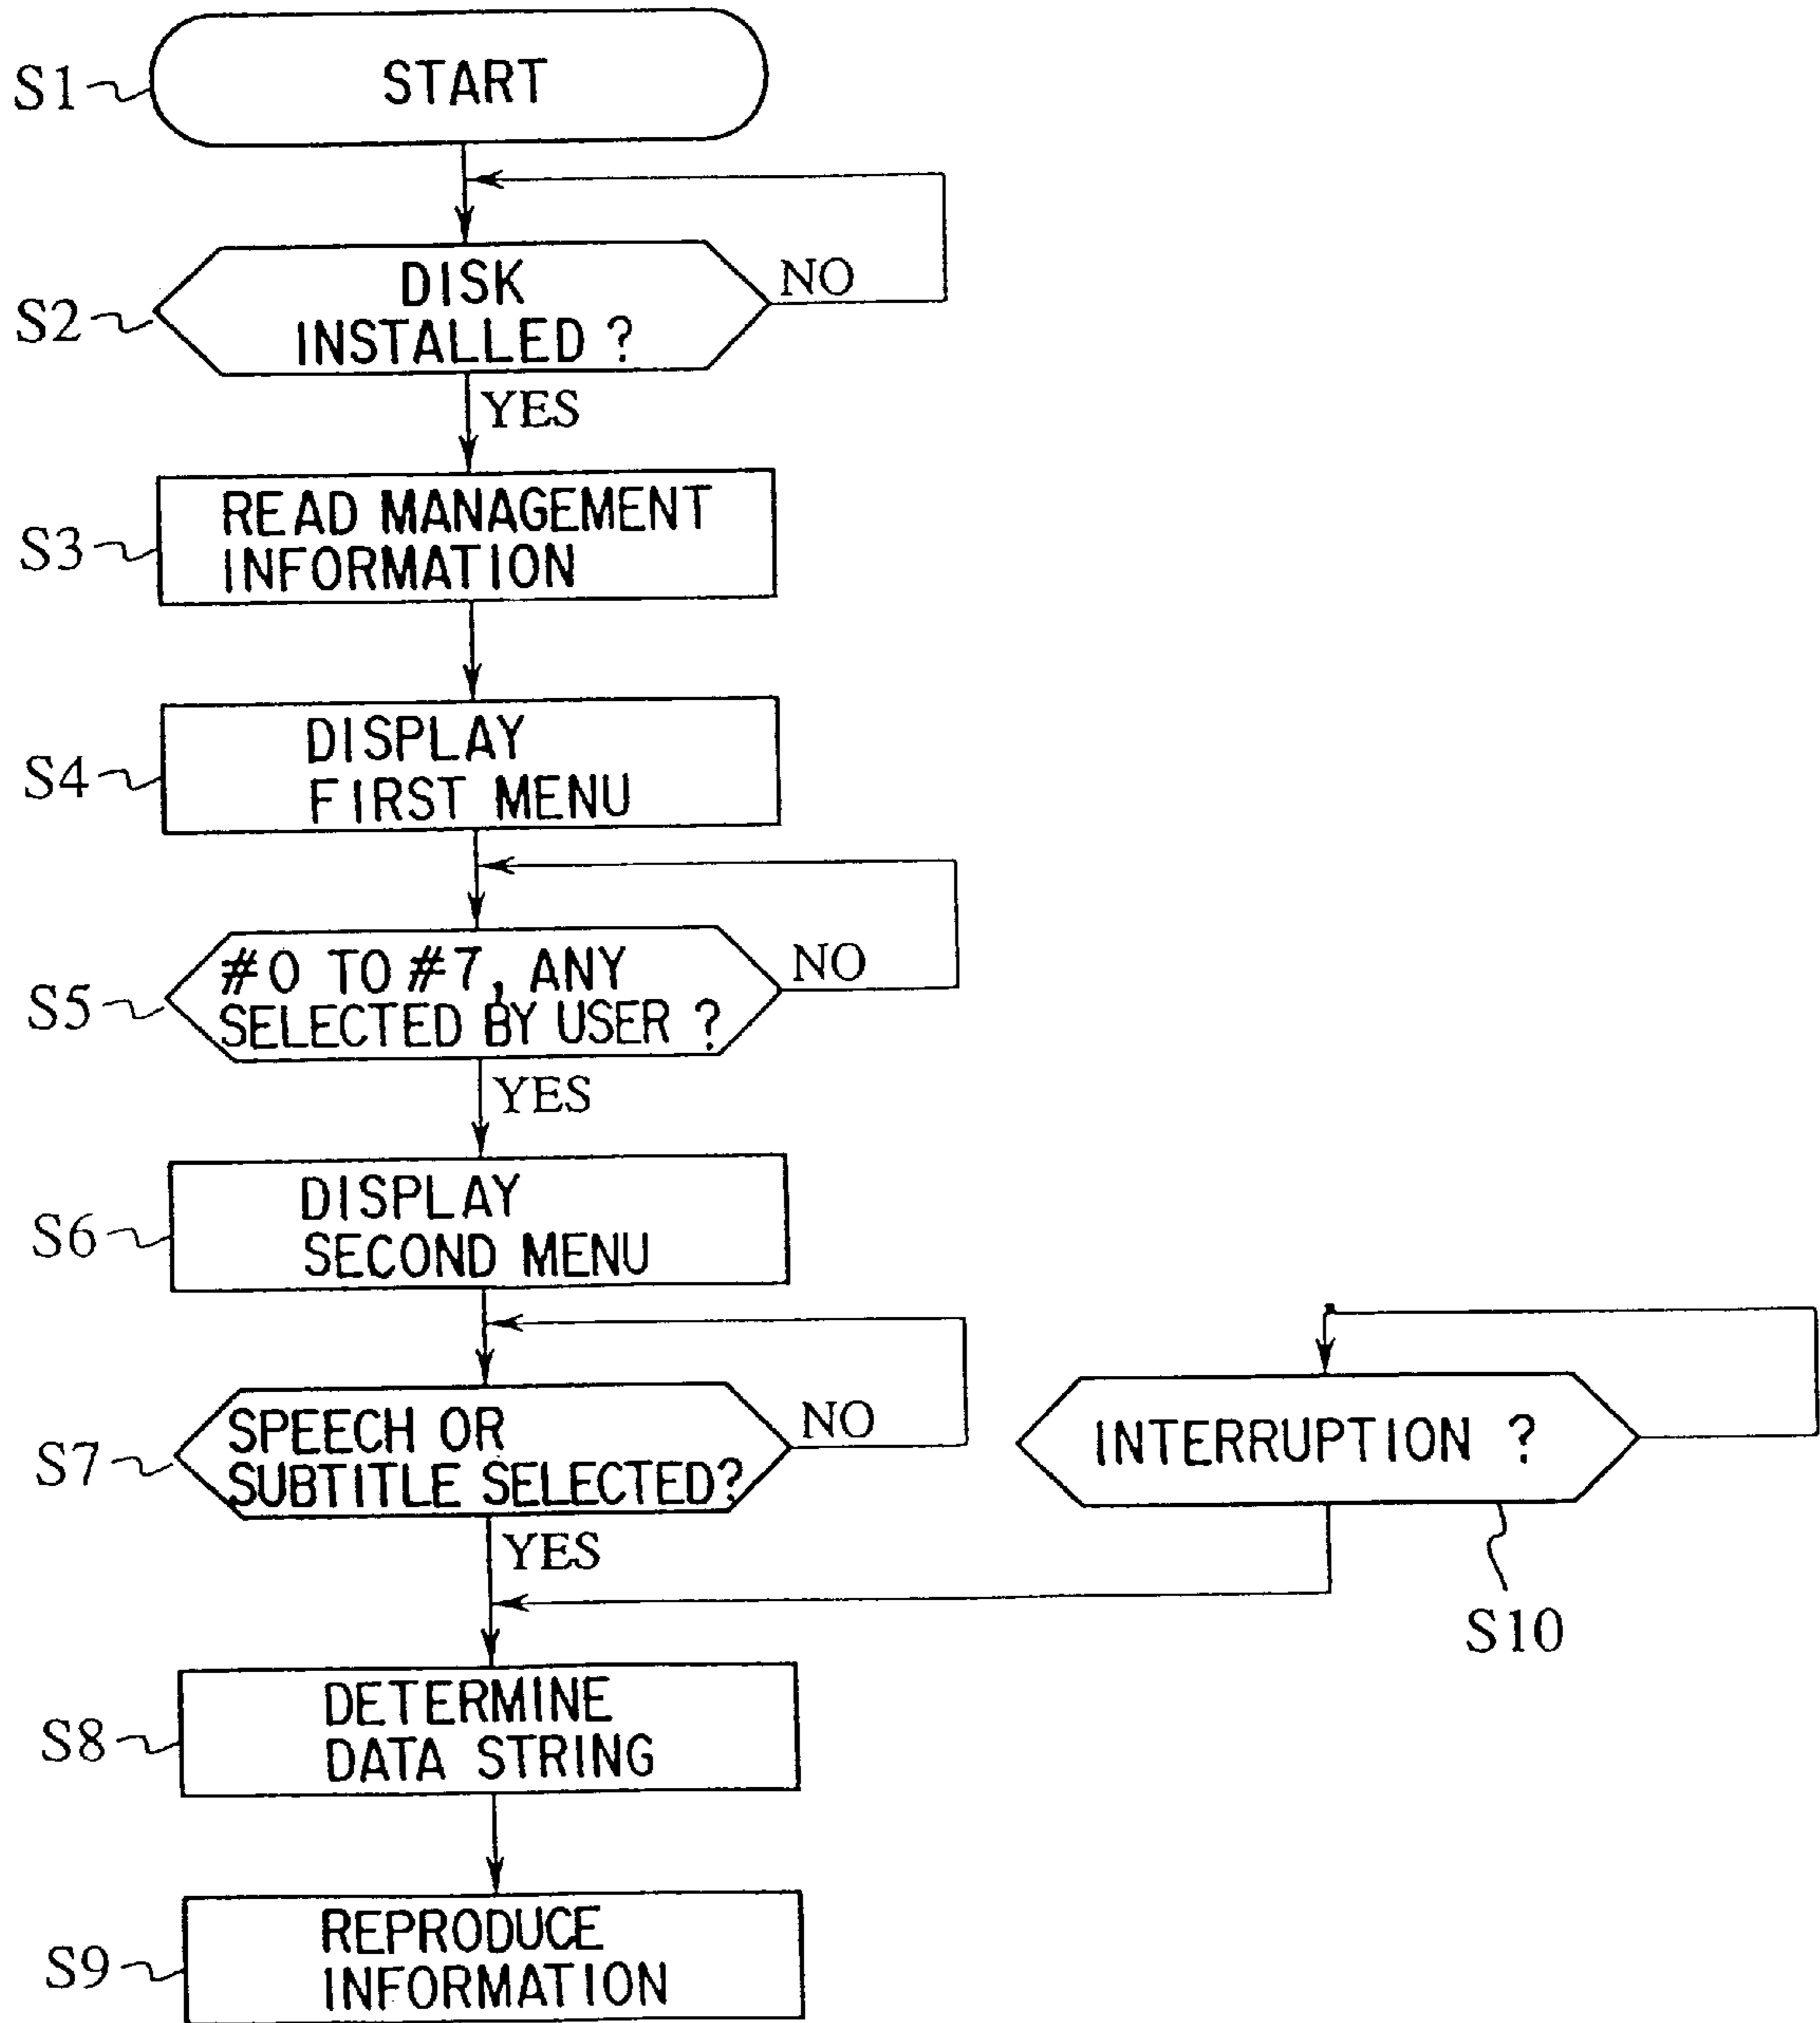 S1
START
S2
DISK
INSTALLED ?
NO
YES
S3
READ MANAGEMENT
INFORMATION
S4
DISPLAY
FIRST MENU
S5
#0 TO #7, ANY
SELECTED BY USER ?
NO
YES
S6
DISPLAY
SECOND MENU
S7
SPEECH OR
SUBTITLE SELECTED?
NO
YES
INTERRUPTION ?
S10
S8
DETERMINE
DATA STRING
S9
REPRODUCE
INFORMATION